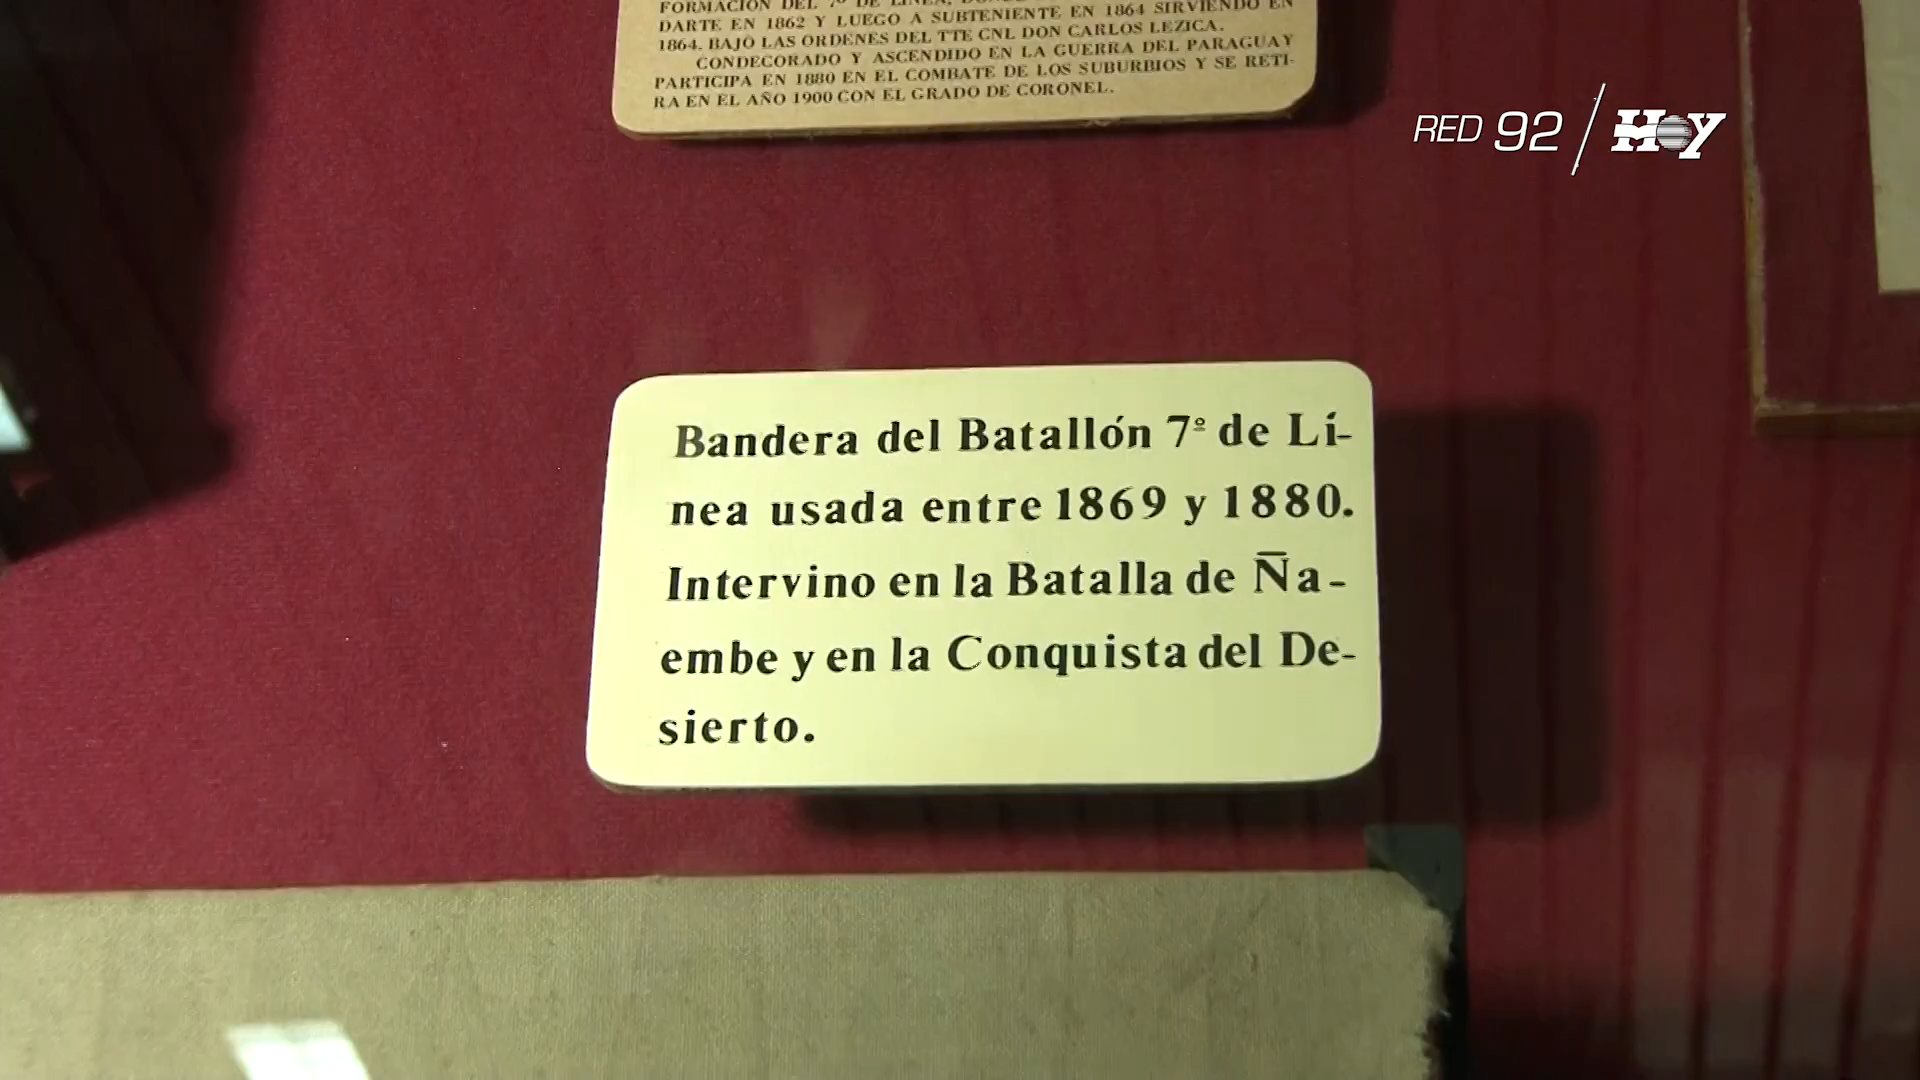 FORMACION DEL 7º DE LINEA,
DARTE EN 1862 Y LUEGO A SUBTENIENTE EN 1864 SIRVIENDO EN
1864. BAJO LAS ORDENES DEL TTE CNL DON CARLOS LEZICA.
CONDECORADO Y ASCENDIDO EN LA GUERRA DEL PARAGUAY
PARTICIPA EN 1880 EN EL COMBATE DE LOS SUBURBIOS Y SE RETI-
RA EN EL AÑO 1900 CON EL GRADO DE CORONEL.
RED 92 / Hoy
Bandera del Batallón 7º de Lí-
nea usada entre 1869 y 1880.
Intervino en la Batalla de Ña-
embe y en la Conquista del De-
sierto.